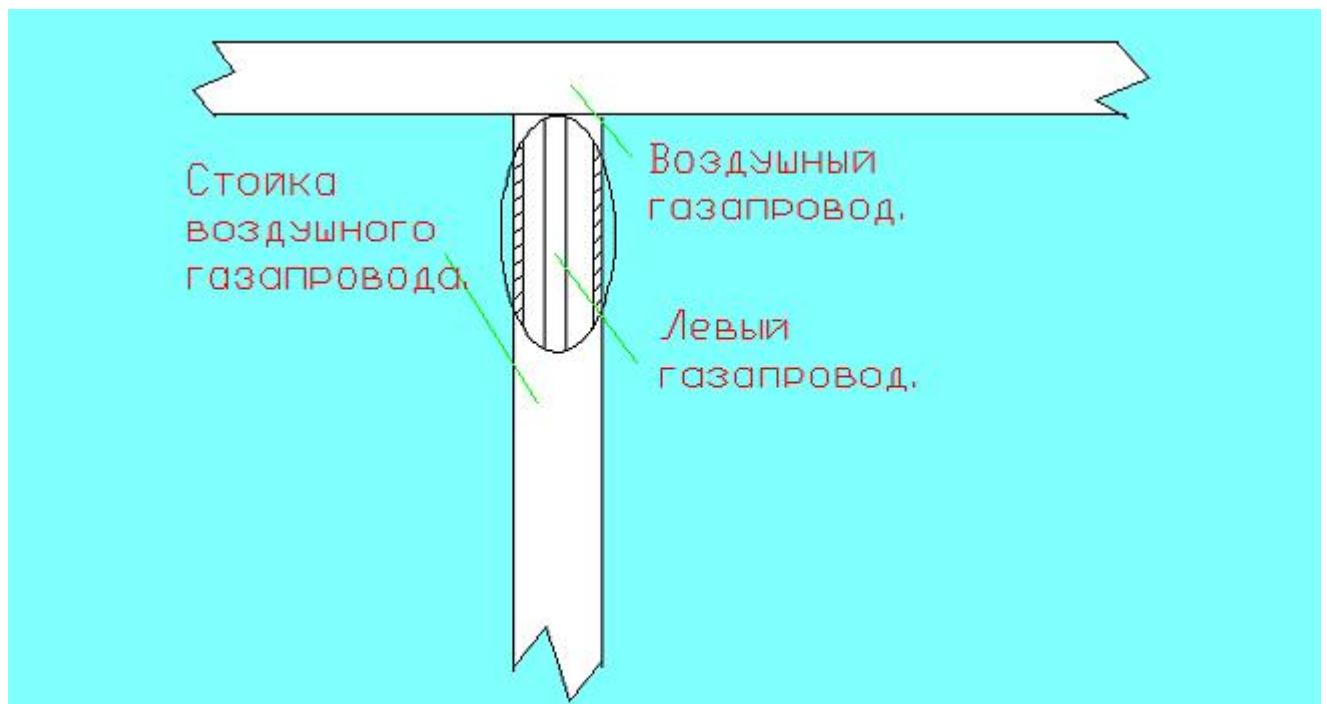 Стойка
воздушного
газапровода.
Воздушный
газапровод.
Левый
газапровод.